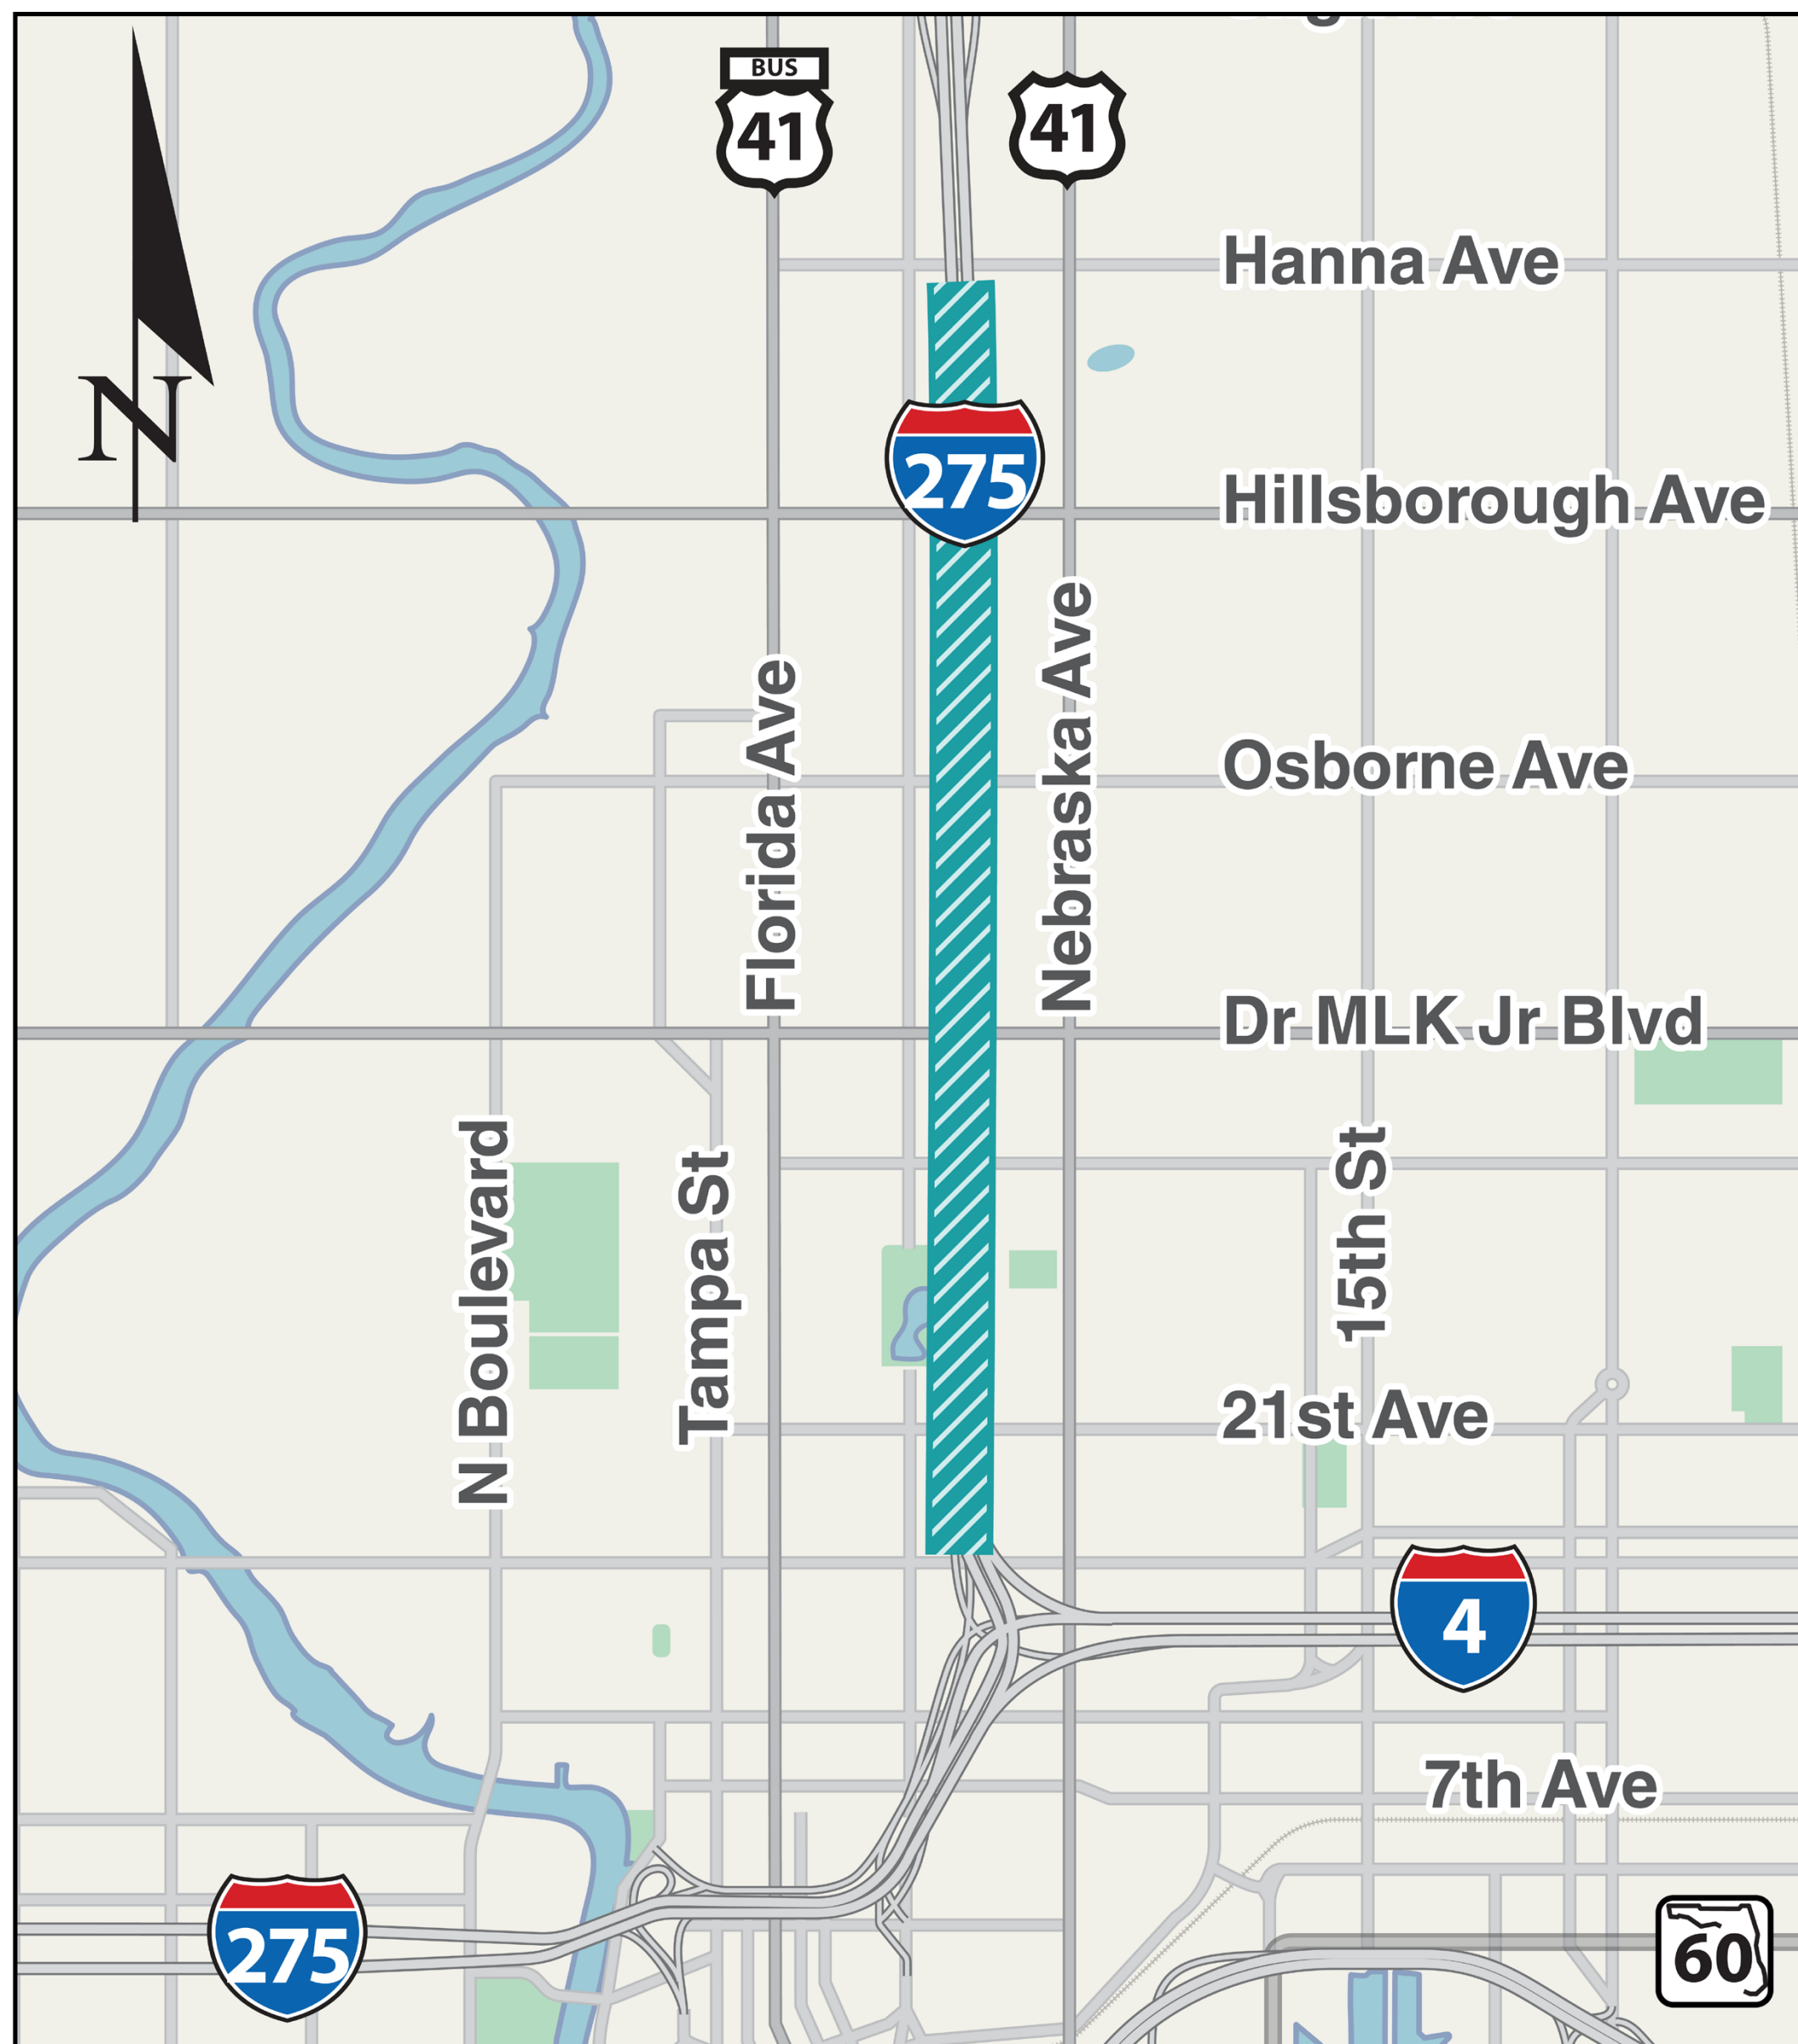 BUS
41
41
Hanna Ave
N
275
Hillsborough Ave
Florida Ave
Nebraska Ave
Osborne Ave
Dr MLK Jr Blvd
N Boulevard
Tampa St
15th St
21st Ave
4
7th Ave
275
60